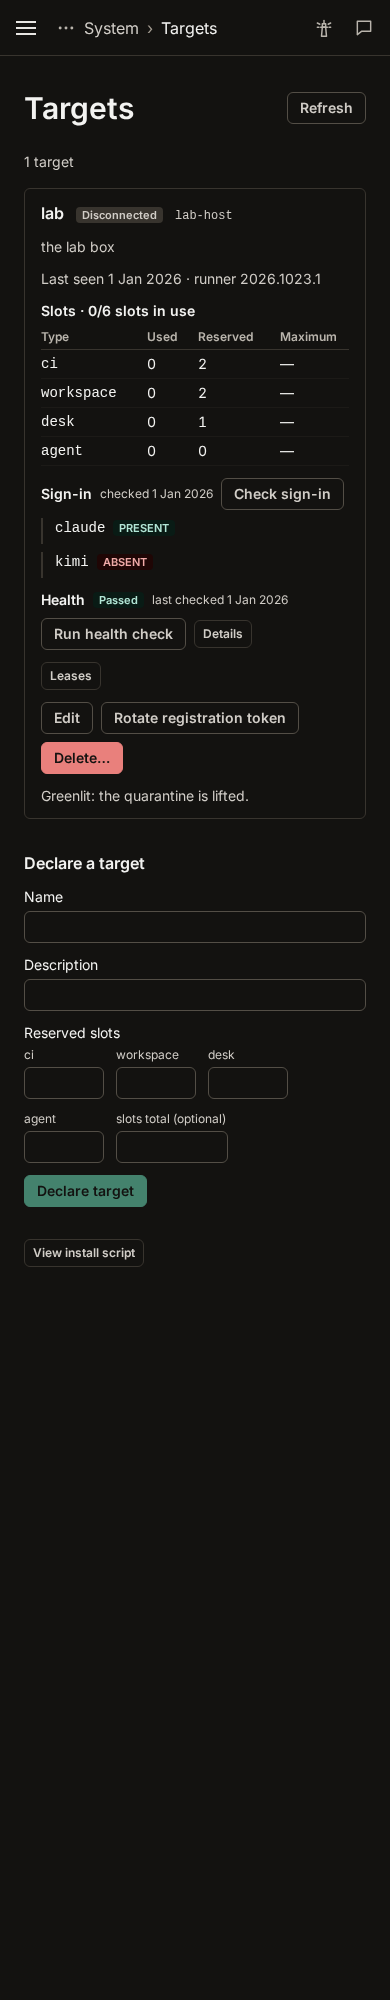 System › Targets
Targets
Refresh
1 target
lab Disconnected lab-host
the lab box
Last seen 1 Jan 2026 · runner 2026.1023.1
Slots · 0/6 slots in use
Type Used Reserved Maximum
ci 0 2 —
workspace 0 2 —
desk 0 1 —
agent 0 0 —
Sign-in checked 1 Jan 2026 Check sign-in
claude PRESENT
kimi ABSENT
Health Passed last checked 1 Jan 2026
Run health check Details
Leases
Edit Rotate registration token
Delete...
Greenlit: the quarantine is lifted.
Declare a target
Name
Description
Reserved slots
ci workspace desk
agent slots total (optional)
Declare target
View install script